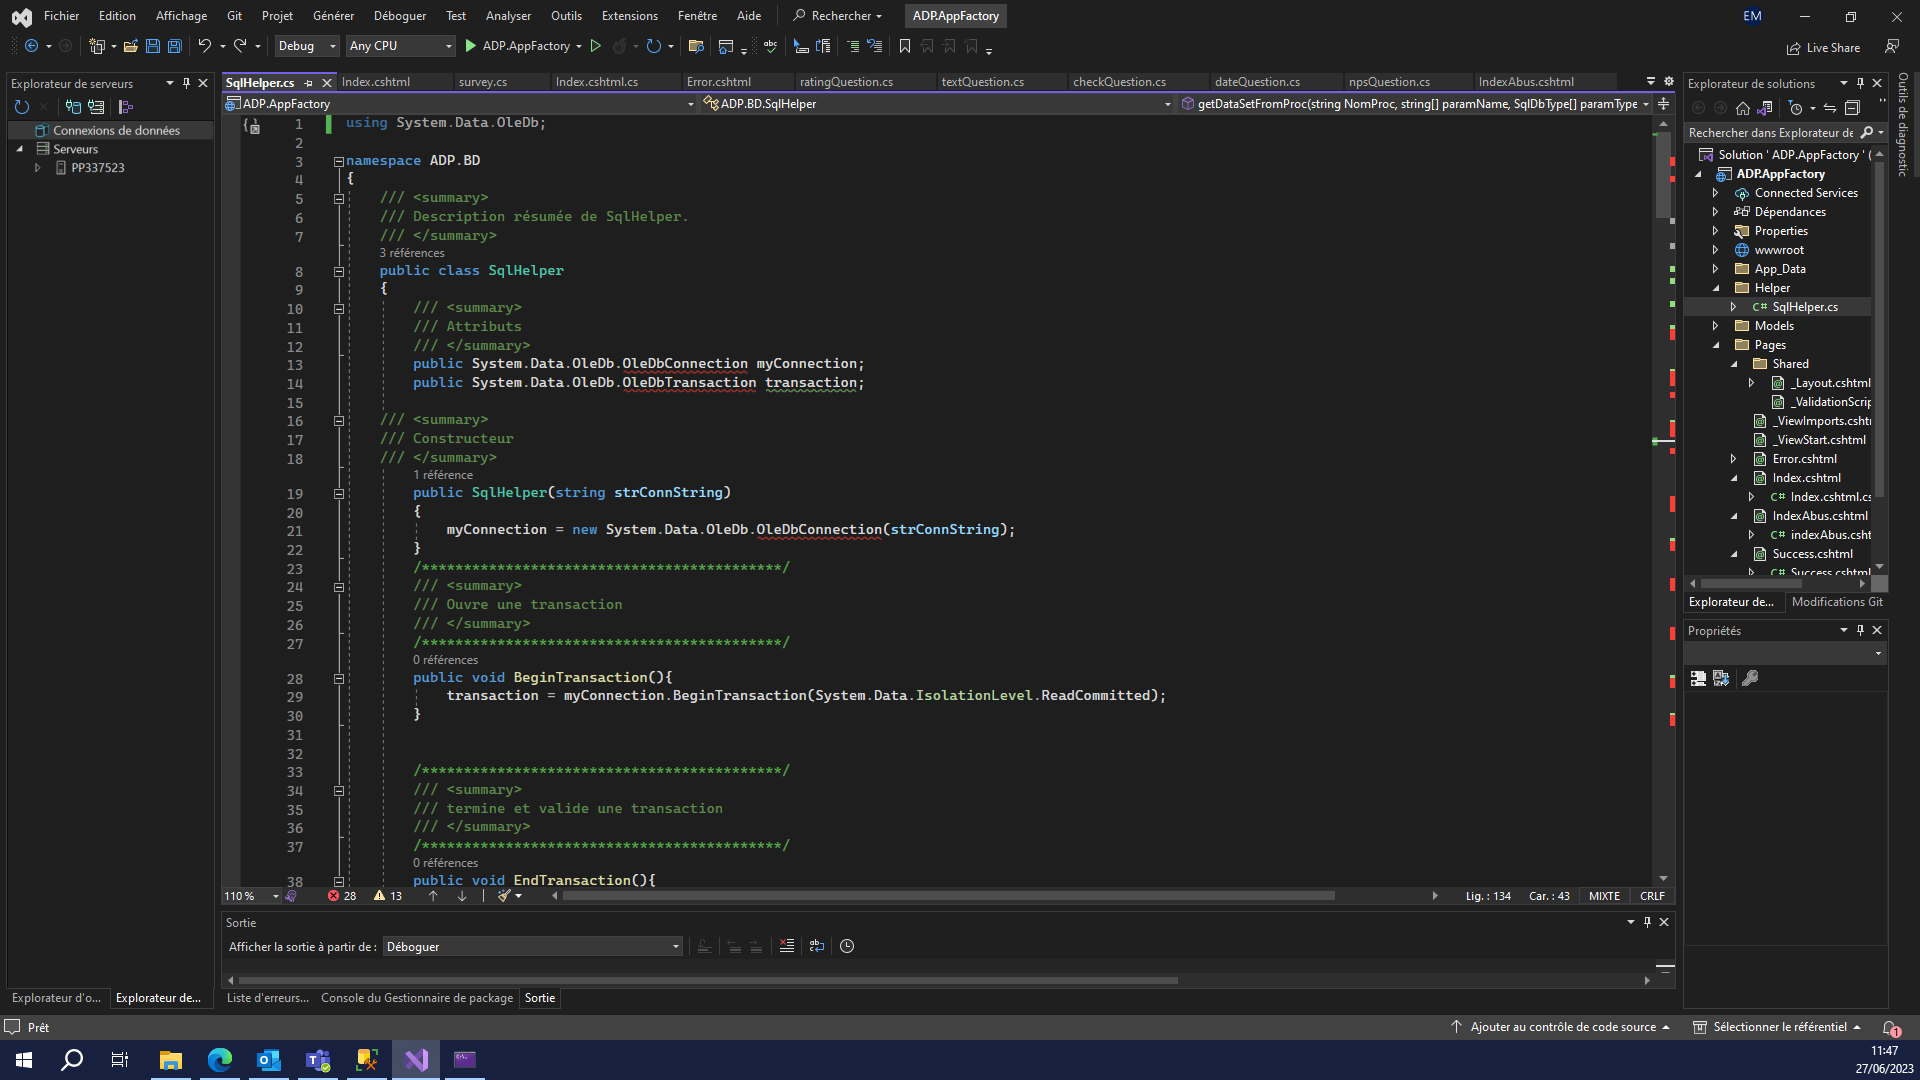 Fichier Edition Affichage Git Projet Générer Déboguer Test Analyser Outils Extensions Fenêtre Aide Rechercher ADP.AppFactory EM
Debug Any CPU ADP.AppFactory Live Share
Explorateur de serveurs
Connexions de données
Serveurs
PP337523
SqlHelper.cs Index.cshtml survey.cs Index.cshtml.cs Error.cshtml ratingQuestion.cs textQuestion.cs checkQuestion.cs dateQuestion.cs npsQuestion.cs IndexAbus.cshtml
ADP.AppFactory ADP.BD.SqlHelper getDataSetFromProc(string NomProc, string[] paramName, SqlDbType[] paramType
1 using System.Data.OleDb;
2
3 namespace ADP.BD
4 {
5 /// <summary>
6 /// Description résumée de SqlHelper.
7 /// </summary>
3 références
8 public class SqlHelper
9 {
10 /// <summary>
11 /// Attributs
12 /// </summary>
13 public System.Data.OleDb.OleDbConnection myConnection;
14 public System.Data.OleDb.OleDbTransaction transaction;
15
16 /// <summary>
17 /// Constructeur
18 /// </summary>
1 référence
19 public SqlHelper(string strConnString)
20 {
21 myConnection = new System.Data.OleDb.OleDbConnection(strConnString);
22 }
23 /*******************************************/
24 /// <summary>
25 /// Ouvre une transaction
26 /// </summary>
27 /*******************************************/
0 références
28 public void BeginTransaction(){
29 transaction = myConnection.BeginTransaction(System.Data.IsolationLevel.ReadCommitted);
30 }
31
32
33 /*******************************************/
34 /// <summary>
35 /// termine et valide une transaction
36 /// </summary>
37 /*******************************************/
0 références
38 public void EndTransaction(){
110 % 28 13 Lig. : 134 Car. : 43 MIXTE CRLF
Sortie
Afficher la sortie à partir de : Déboguer
Explorateur d'o... Explorateur de... Liste d'erreurs... Console du Gestionnaire de package Sortie
Explorateur de solutions
Rechercher dans Explorateur de
Solution ' ADP.AppFactory ' (
ADP.AppFactory
Connected Services
Dépendances
Properties
wwwroot
App_Data
Helper
C# SqlHelper.cs
Models
Pages
Shared
_Layout.cshtml
_ValidationScrip
_ViewImports.cshtm
_ViewStart.cshtml
Error.cshtml
Index.cshtml
C# Index.cshtml.cs
IndexAbus.cshtml
C# indexAbus.csht
Success.cshtml
C# Success.cshtml
Explorateur de... Modifications Git
Propriétés
Outils de diagnostic
Prêt Ajouter au contrôle de code source Sélectionner le référentiel 1
11:47
27/06/2023